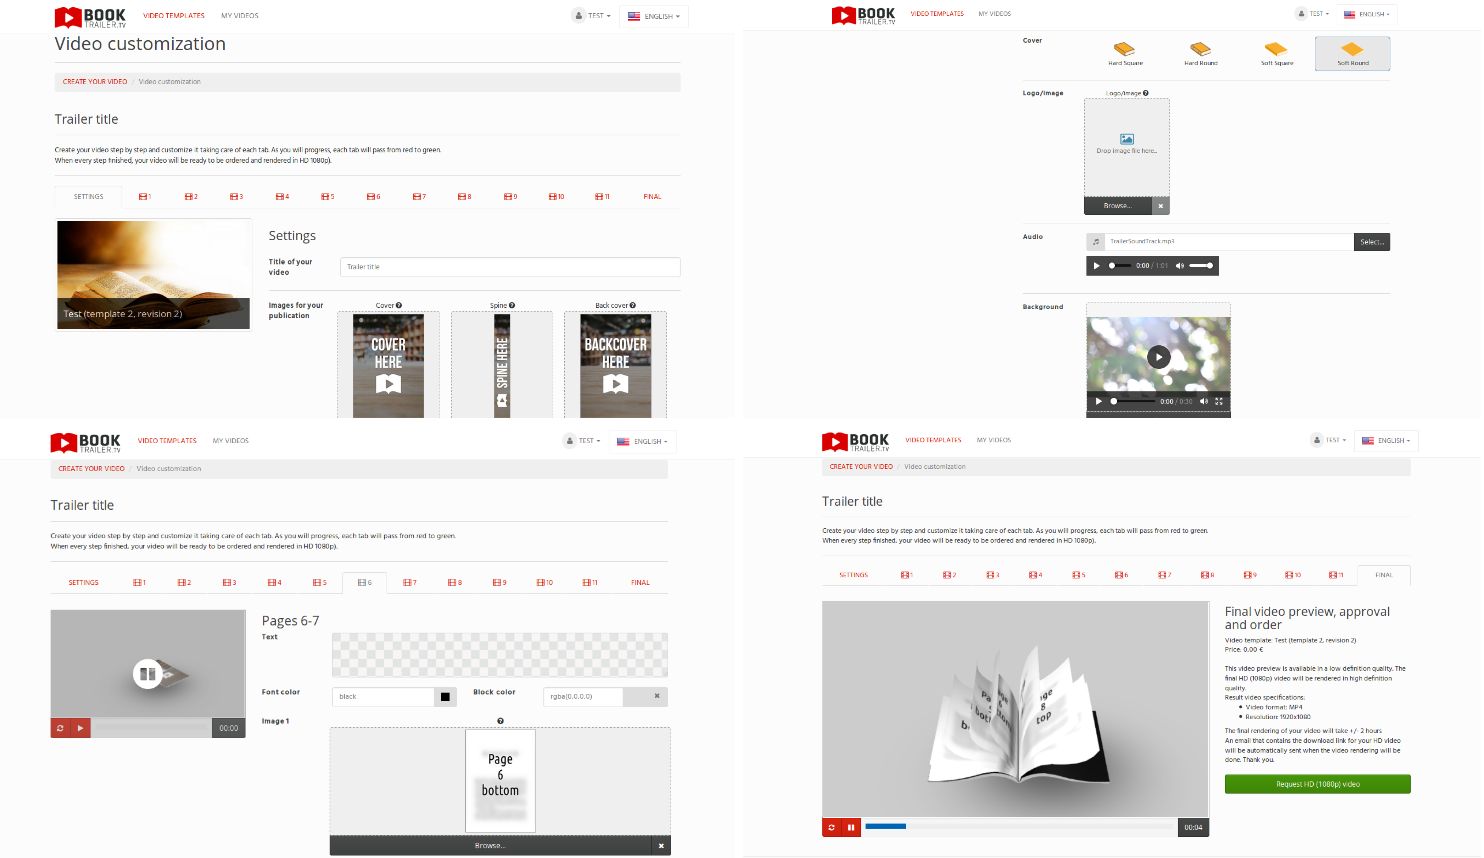 BOOK
TRAILER.tv
VIDEO TEMPLATES
MY VIDEOS
TEST
ENGLISH
Video customization
CREATE YOUR VIDEO / Video customization
Trailer title
Create your video step by step and customize it taking care of each tab. As you will progress, each tab will pass from red to green.
When every step finished, your video will be ready to be ordered and rendered in HD 1080p).
SETTINGS 1 2 3 4 5 6 7 8 9 10 11 FINAL
Test (template 2, revision 2)
Settings
Title of your
video
Trailer title
Images for your
publication
Cover
Spine
Back cover
COVER
HERE
SPINE HERE
BACKCOVER
HERE
BOOK
TRAILER.tv
VIDEO TEMPLATES
MY VIDEOS
TEST
ENGLISH
Cover
Hard Square
Hard Round
Soft Square
Soft Round
Logo/Image
Logo/Image
Drop image file here..
Browse...
Audio
TrailerSoundTrack.mp3
Select...
0:00 / 1:01
Background
0:00 / 0:30
BOOK
TRAILER.tv
VIDEO TEMPLATES
MY VIDEOS
TEST
ENGLISH
CREATE YOUR VIDEO / Video customization
Trailer title
Create your video step by step and customize it taking care of each tab. As you will progress, each tab will pass from red to green.
When every step finished, your video will be ready to be ordered and rendered in HD 1080p).
SETTINGS 1 2 3 4 5 6 7 8 9 10 11 FINAL
00:00
Pages 6-7
Text
Font color
black
Block color
rgba(0,0,0,0)
Image 1
Page
6
bottom
Browse...
BOOK
TRAILER.tv
VIDEO TEMPLATES
MY VIDEOS
TEST
ENGLISH
CREATE YOUR VIDEO / Video customization
Trailer title
Create your video step by step and customize it taking care of each tab. As you will progress, each tab will pass from red to green.
When every step finished, your video will be ready to be ordered and rendered in HD 1080p).
SETTINGS 1 2 3 4 5 6 7 8 9 10 11 FINAL
8
top
00:04
Final video preview, approval
and order
Video template: Test (template 2, revision 2)
Price: 0.00 €
This video preview is available in a low definition quality. The
final HD (1080p) video will be rendered in high definition
quality.
Result video specifications:
Video format: MP4
Resolution: 1920x1080
The final rendering of your video will take +/- 2 hours
An email that contains the download link for your HD video
will be automatically sent when the video rendering will be
done. Thank you.
Request HD (1080p) video